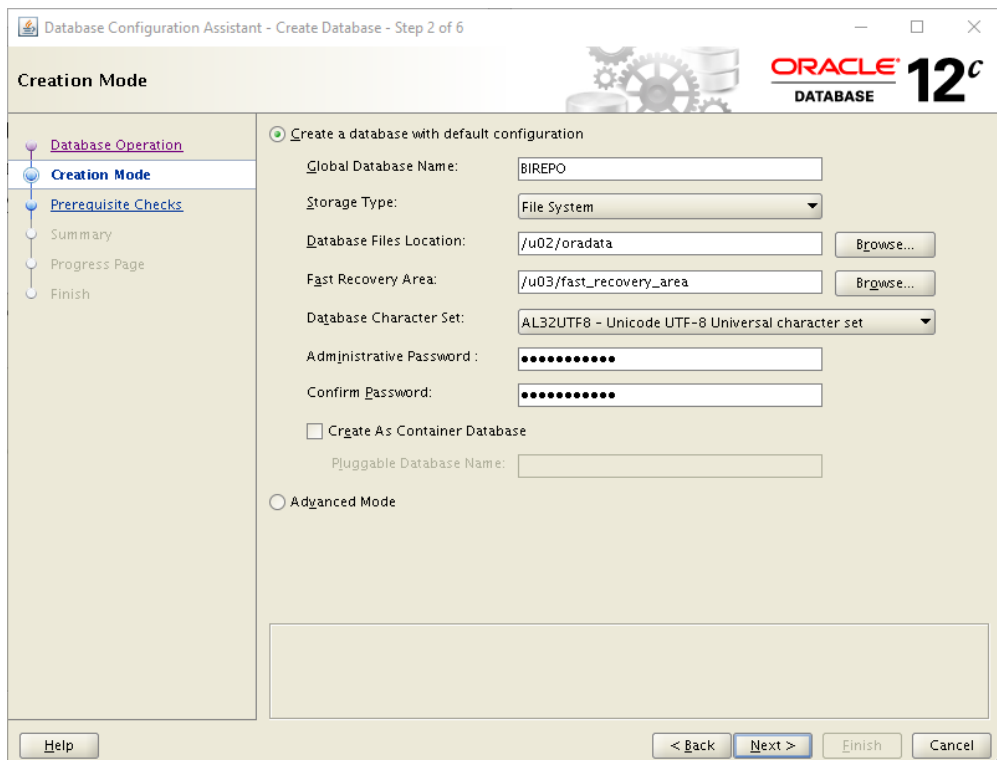 Database Configuration Assistant - Create Database - Step 2 of 6
Creation Mode
ORACLE
DATABASE
12c
Database Operation
Creation Mode
Prerequisite Checks
Summary
Progress Page
Finish
Create a database with default configuration
Global Database Name: BIREPO
Storage Type: File System
Database Files Location: /u02/oradata Browse...
Fast Recovery Area: /u03/fast_recovery_area Browse...
Database Character Set: AL32UTF8 - Unicode UTF-8 Universal character set
Administrative Password : •••••••••••
Confirm Password: •••••••••••
Create As Container Database
Pluggable Database Name:
Advanced Mode
Help < Back Next > Finish Cancel